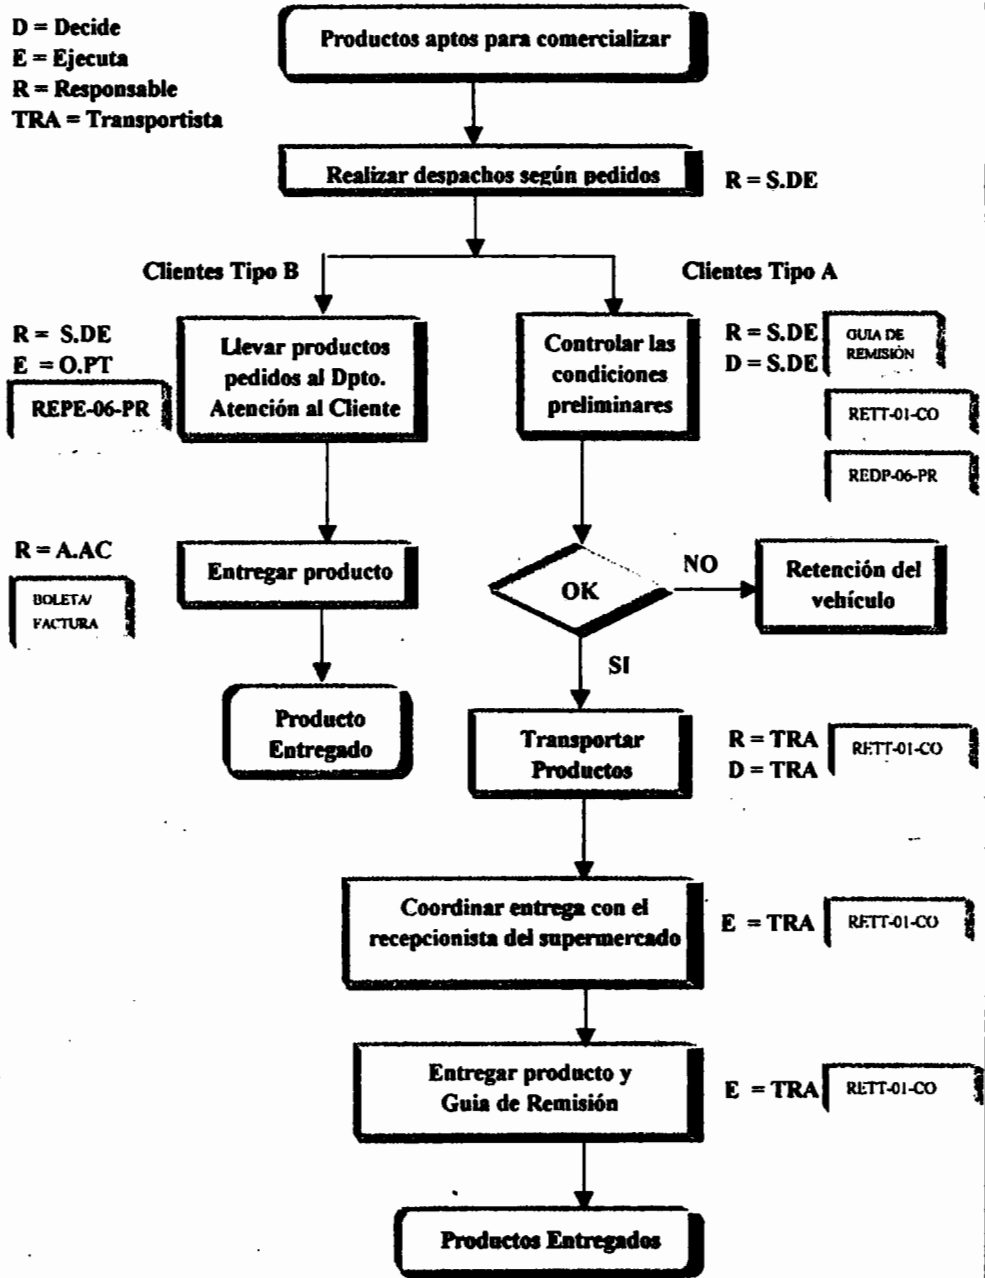 D = Decide
E = Ejecuta
R = Responsable
TRA = Transportista
Productos aptos para comercializar
Realizar despachos según pedidos
R = S.DE
Clientes Tipo B
Clientes Tipo A
R = S.DE
E = O.PT
REPE-06-PR
Llevar productos
pedidos al Dpto.
Atención al Cliente
Controlar las
condiciones
preliminares
R = S.DE
D = S.DE
GUIA DE
REMISIÓN
RETT-01-CO
REDP-06-PR
R = A.AC
BOLETA/
FACTURA
Entregar producto
OK
NO
Retención del
vehículo
SI
Producto
Entregado
Transportar
Productos
R = TRA
D = TRA
RETT-01-CO
Coordinar entrega con el
recepcionista del supermercado
E = TRA
RETT-01-CO
Entregar producto y
Guia de Remisión
E = TRA
RETT-01-CO
Productos Entregados